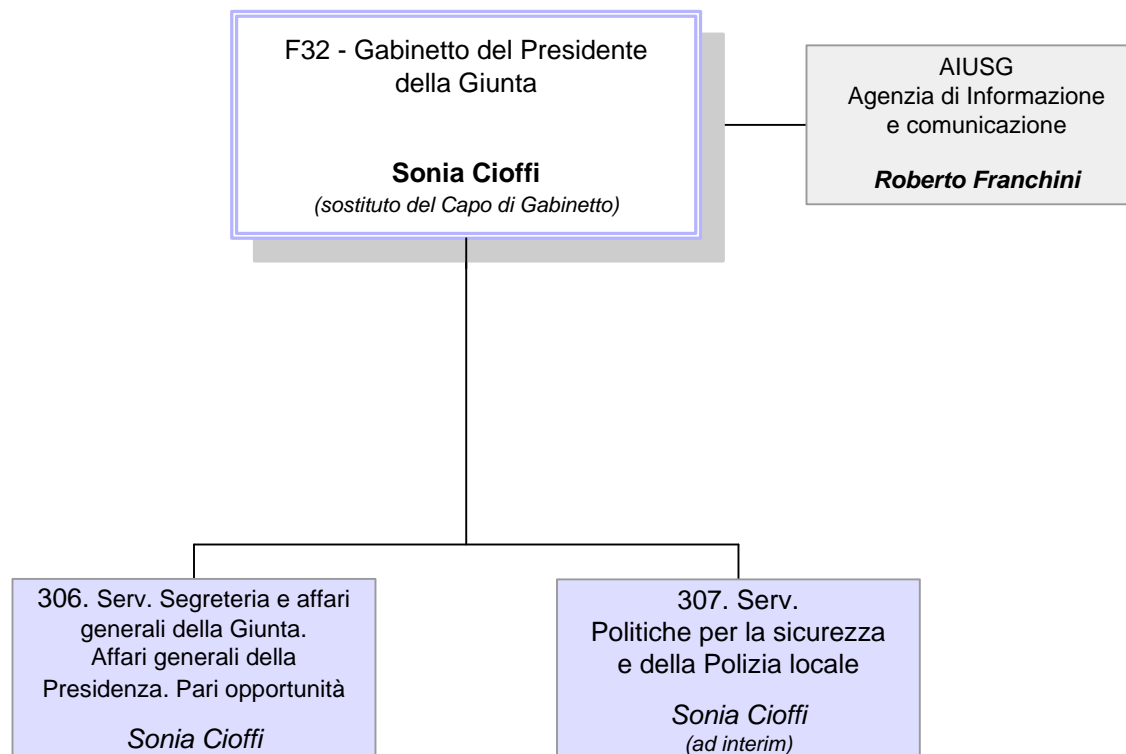 F32 - Gabinetto del Presidente
della Giunta
Sonia Cioffi
(sostituto del Capo di Gabinetto)
AIUSG
Agenzia di Informazione
e comunicazione
Roberto Franchini
306. Serv. Segreteria e affari
generali della Giunta.
Affari generali della
Presidenza. Pari opportunità
Sonia Cioffi
307. Serv.
Politiche per la sicurezza
e della Polizia locale
Sonia Cioffi
(ad interim)